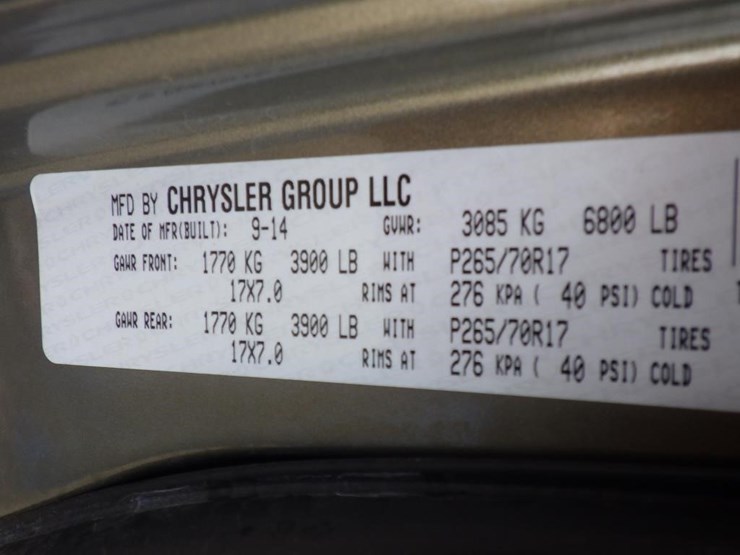 MFD BY CHRYSLER GROUP LLC
DATE OF MFR(BUILT): 9-14 GVWR: 3085 KG 6800 LB
GAWR FRONT: 1770 KG 3900 LB WITH P265/70R17 TIRES
17X7.0 RIMS AT 276 KPA ( 40 PSI) COLD
GAWR REAR: 1770 KG 3900 LB WITH P265/70R17 TIRES
17X7.0 RIMS AT 276 KPA ( 40 PSI) COLD